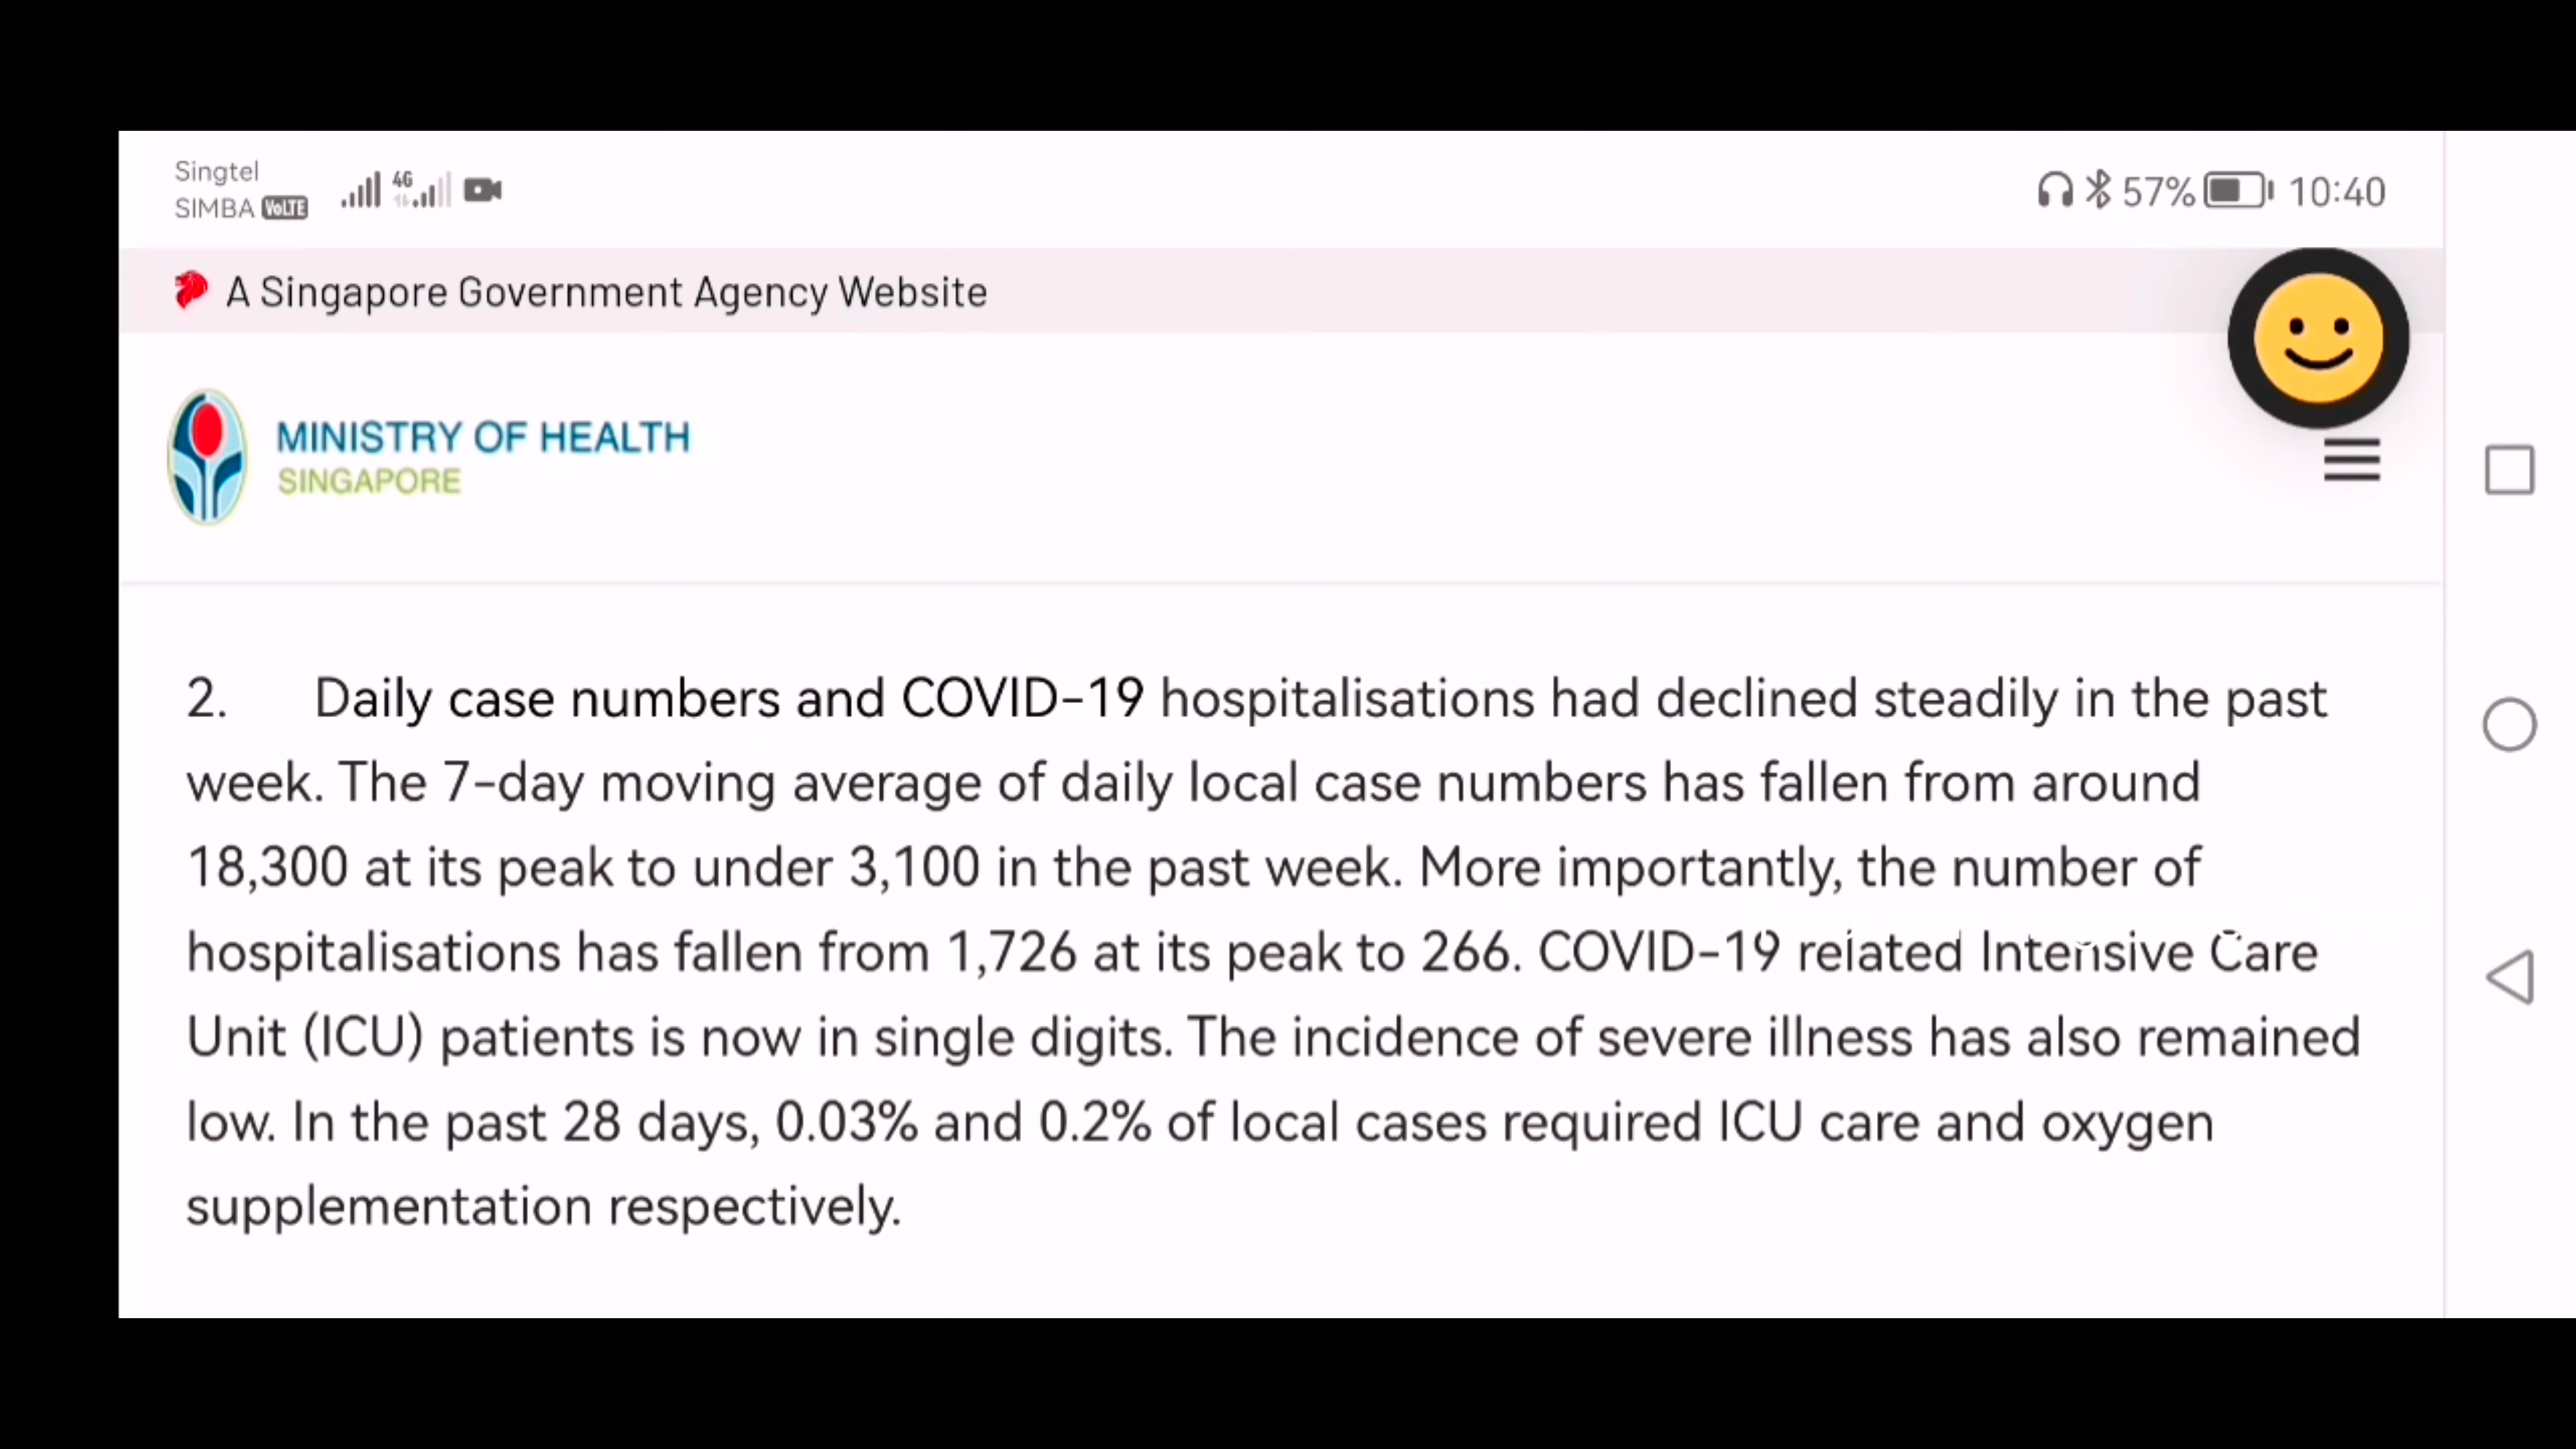 Singtel
SIMBA VoLTE 4G 57% 10:40
A Singapore Government Agency Website
MINISTRY OF HEALTH
SINGAPORE
2. Daily case numbers and COVID-19 hospitalisations had declined steadily in the past
week. The 7-day moving average of daily local case numbers has fallen from around
18,300 at its peak to under 3,100 in the past week. More importantly, the number of
hospitalisations has fallen from 1,726 at its peak to 266. COVID-19 related Intensive Care
Unit (ICU) patients is now in single digits. The incidence of severe illness has also remained
low. In the past 28 days, 0.03% and 0.2% of local cases required ICU care and oxygen
supplementation respectively.